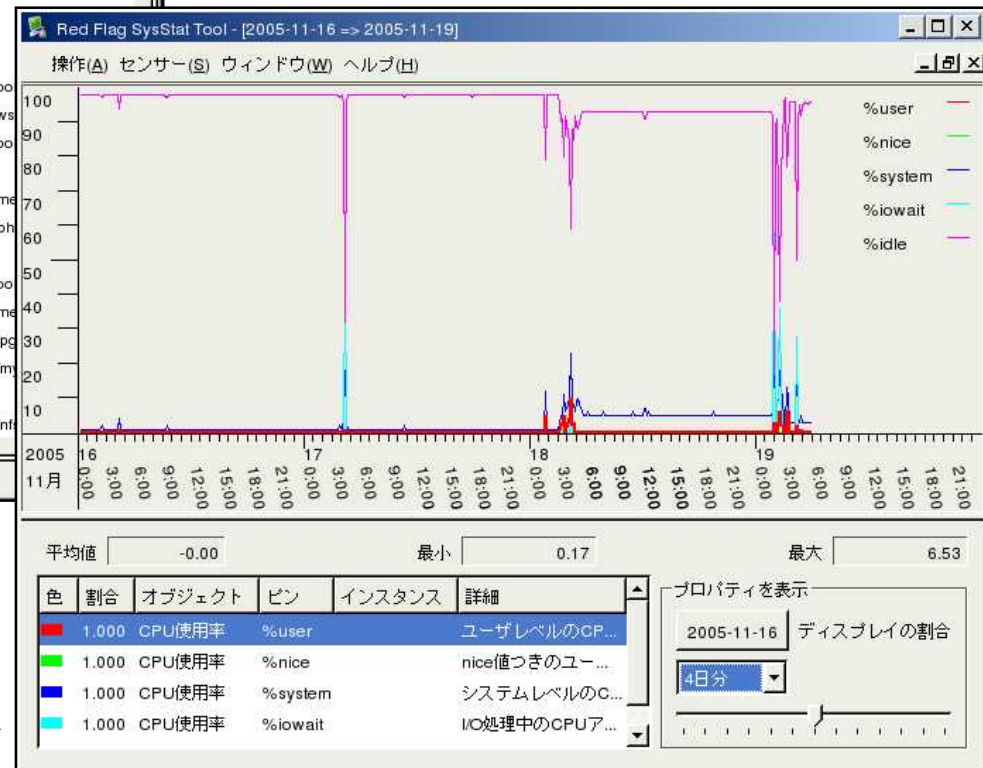 Red Flag SysStat Tool - [2005-11-16 => 2005-11-19]
操作(A) センサー(S) ウィンドウ(W) ヘルプ(H)
100
90
80
70
60
50
40
30
20
10
%user
%nice
%system
%iowait
%idle
2005 16 17 18 19
11月
0:00 3:00 6:00 9:00 12:00 15:00 18:00 21:00 0:00 3:00 6:00 9:00 12:00 15:00 18:00 21:00 0:00 3:00 6:00 9:00 12:00 15:00 18:00 21:00 0:00 3:00 6:00 9:00 12:00 15:00 18:00 21:00
平均値 -0.00 最小 0.17 最大 6.53
色 割合 オブジェクト ピン インスタンス 詳細
1.000 CPU使用率 %user ユーザレベルのCP...
1.000 CPU使用率 %nice nice値つきのユー...
1.000 CPU使用率 %system システムレベルのC...
1.000 CPU使用率 %iowait I/O処理中のCPUア...
プロパティを表示
2005-11-16 ディスプレイの割合
4日分